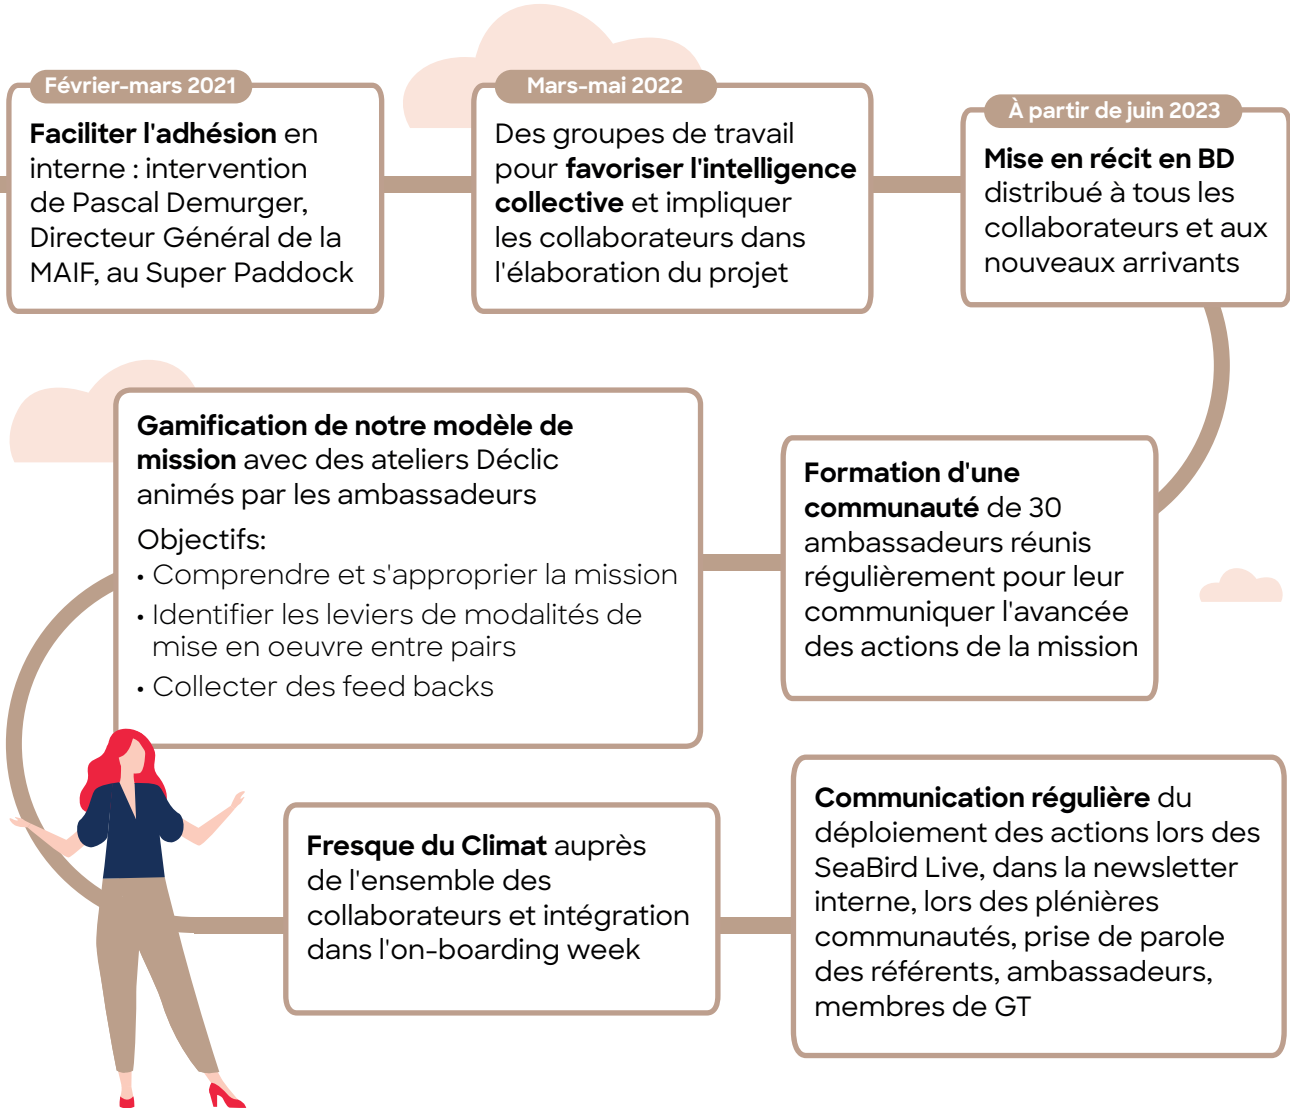 Février-mars 2021
Faciliter l'adhésion en
interne : intervention
de Pascal Demurger,
Directeur Général de la
MAIF, au Super Paddock
Mars-mai 2022
Des groupes de travail
pour favoriser l'intelligence
collective et impliquer
les collaborateurs dans
l'élaboration du projet
À partir de juin 2023
Mise en récit en BD
distribué à tous les
collaborateurs et aux
nouveaux arrivants
Formation d'une
communauté de 30
ambassadeurs réunis
régulièrement pour leur
communiquer l'avancée
des actions de la mission
Gamification de notre modèle de
mission avec des ateliers Déclic
animés par les ambassadeurs
Objectifs:
• Comprendre et s'approprier la mission
• Identifier les leviers de modalités de
mise en oeuvre entre pairs
• Collecter des feed backs
Fresque du Climat auprès
de l'ensemble des
collaborateurs et intégration
dans l'on-boarding week
Communication régulière du
déploiement des actions lors des
SeaBird Live, dans la newsletter
interne, lors des plénières
communautés, prise de parole
des référents, ambassadeurs,
membres de GT